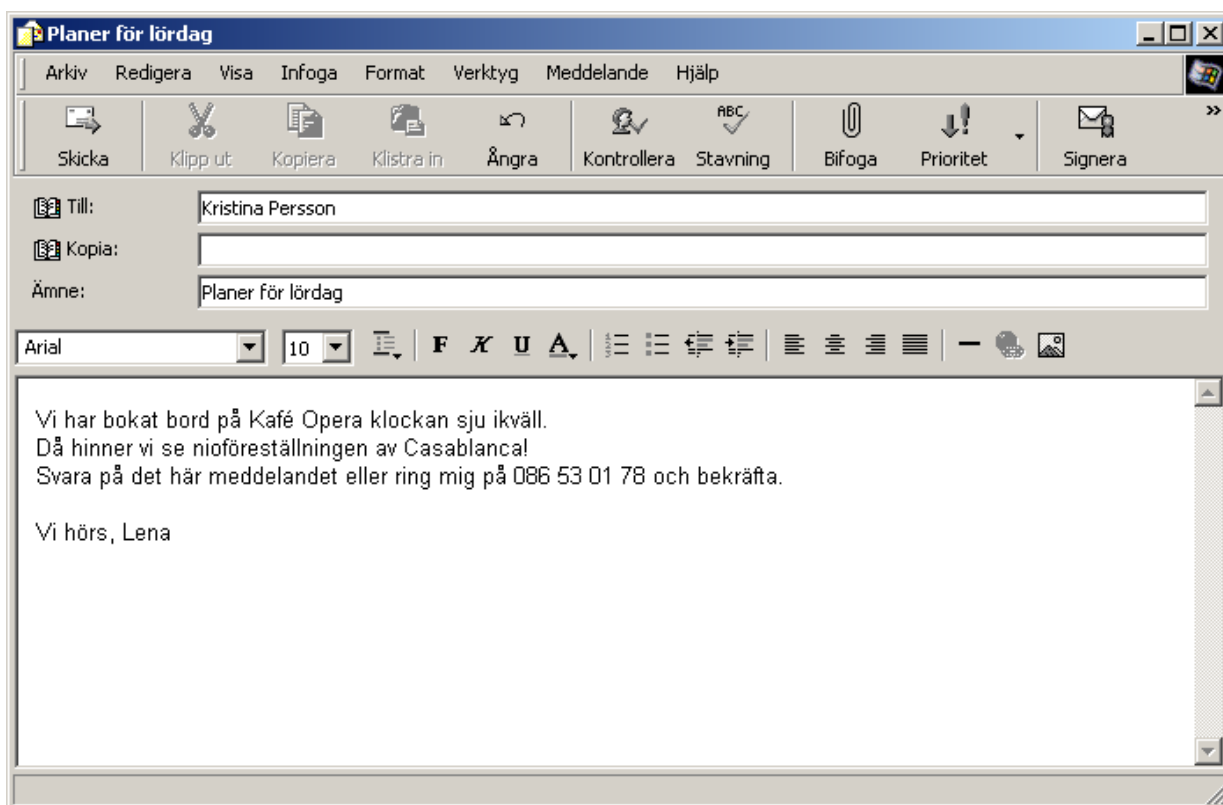 Planer för lördag
Arkiv Redigera Visa Infoga Format Verktyg Meddelande Hjälp
Skicka Klipp ut Kopiera Klistra in Ångra Kontrollera Stavning Bifoga Prioritet Signera
Till: Kristina Persson
Kopia:
Ämne: Planer för lördag
Arial 10 F K U A
Vi har bokat bord på Kafé Opera klockan sju ikväll.
Då hinner vi se nioföreställningen av Casablanca!
Svara på det här meddelandet eller ring mig på 086 53 01 78 och bekräfta.
Vi hörs, Lena